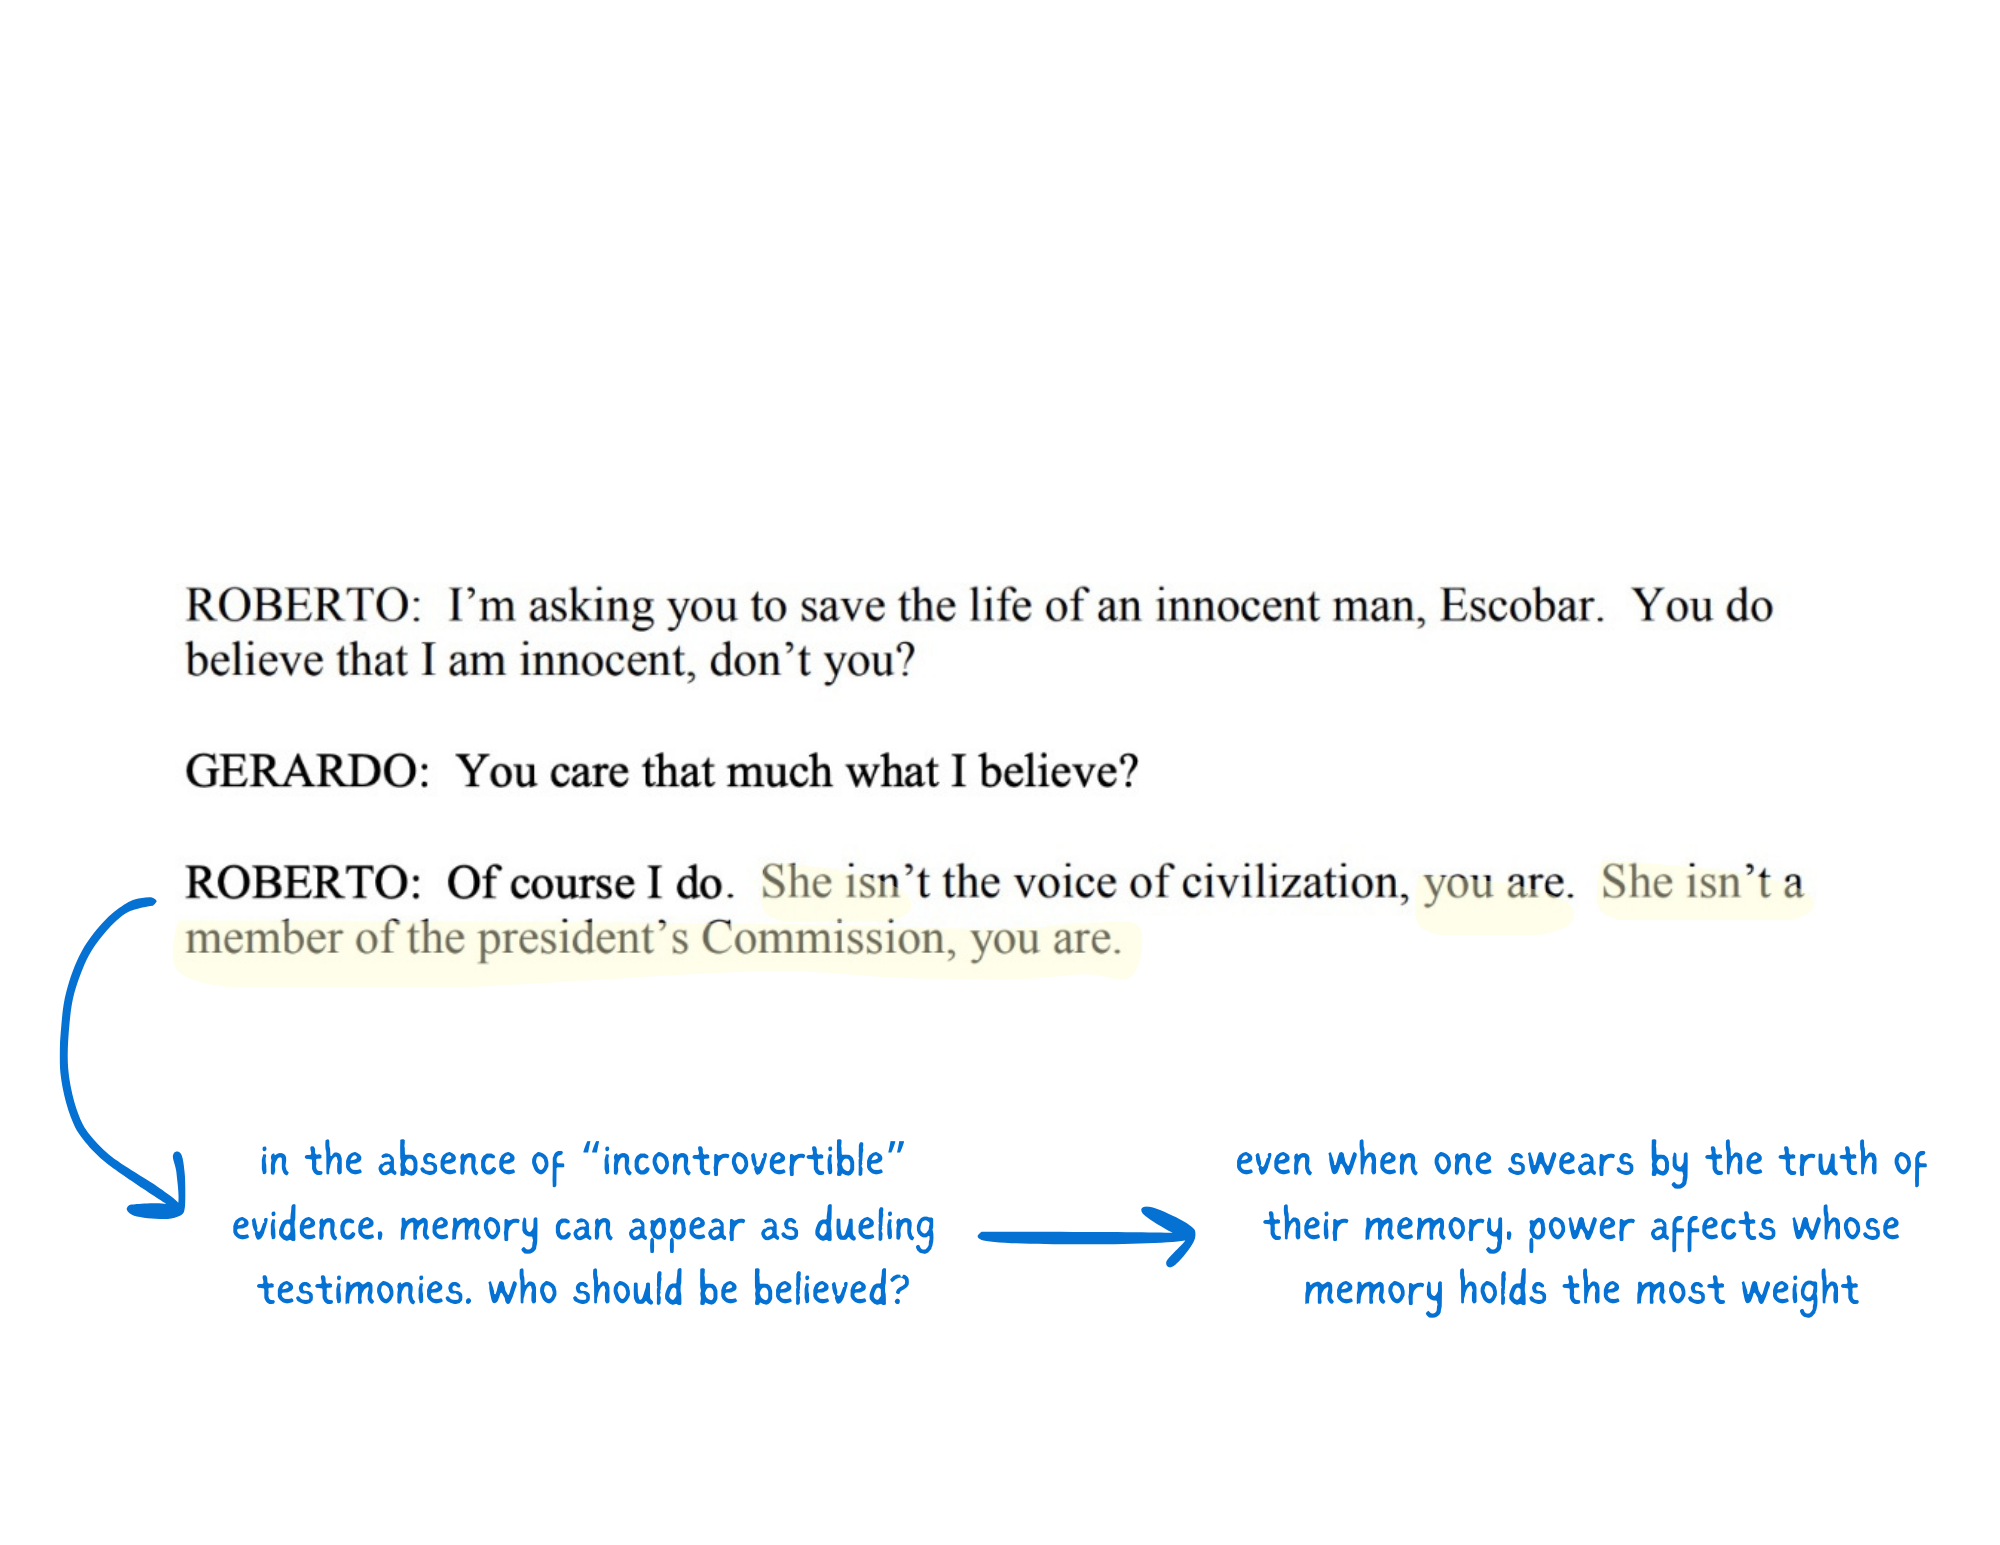 ROBERTO:  I’m asking you to save the life of an innocent man, Escobar.  You do
believe that I am innocent, don’t you?
GERARDO:  You care that much what I believe?
ROBERTO:  Of course I do.  She isn’t the voice of civilization, you are.  She isn’t a
member of the president’s Commission, you are.
in the absence of “incontrovertible”
evidence, memory can appear as dueling
testimonies. who should be believed?
even when one swears by the truth of
their memory, power affects whose
memory holds the most weight